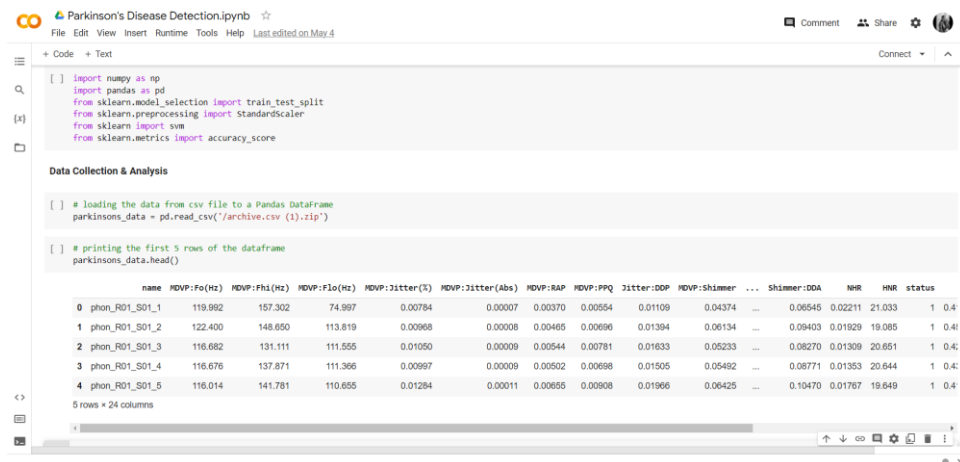 Parkinson's Disease Detection.ipynb
Comment Share
File Edit View Insert Runtime Tools Help Last edited on May 4
+ Code + Text Connect
[ ] import numpy as np
import pandas as pd
from sklearn.model_selection import train_test_split
from sklearn.preprocessing import StandardScaler
from sklearn import svm
from sklearn.metrics import accuracy_score
{x}
Data Collection & Analysis
[ ] # loading the data from csv file to a Pandas DataFrame
parkinsons_data = pd.read_csv('/archive.csv (1).zip')
[ ] # printing the first 5 rows of the dataframe
parkinsons_data.head()
name MDVP:Fo(Hz) MDVP:Fhi(Hz) MDVP:Flo(Hz) MDVP:Jitter(%) MDVP:Jitter(Abs) MDVP:RAP MDVP:PPQ Jitter:DDP MDVP:Shimmer ... Shimmer:DDA NHR HNR status
0 phon_R01_S01_1 119.992 157.302 74.997 0.00784 0.00007 0.00370 0.00554 0.01109 0.04374 ... 0.06545 0.02211 21.033 1 0.4
1 phon_R01_S01_2 122.400 148.650 113.819 0.00968 0.00008 0.00465 0.00696 0.01394 0.06134 ... 0.09403 0.01929 19.085 1 0.4
2 phon_R01_S01_3 116.682 131.111 111.555 0.01050 0.00009 0.00544 0.00781 0.01633 0.05233 ... 0.08270 0.01309 20.651 1 0.4
3 phon_R01_S01_4 116.676 137.871 111.366 0.00997 0.00009 0.00502 0.00698 0.01505 0.05492 ... 0.08771 0.01353 20.644 1 0.4
4 phon_R01_S01_5 116.014 141.781 110.655 0.01284 0.00011 0.00655 0.00908 0.01966 0.06425 ... 0.10470 0.01767 19.649 1 0.4
5 rows × 24 columns